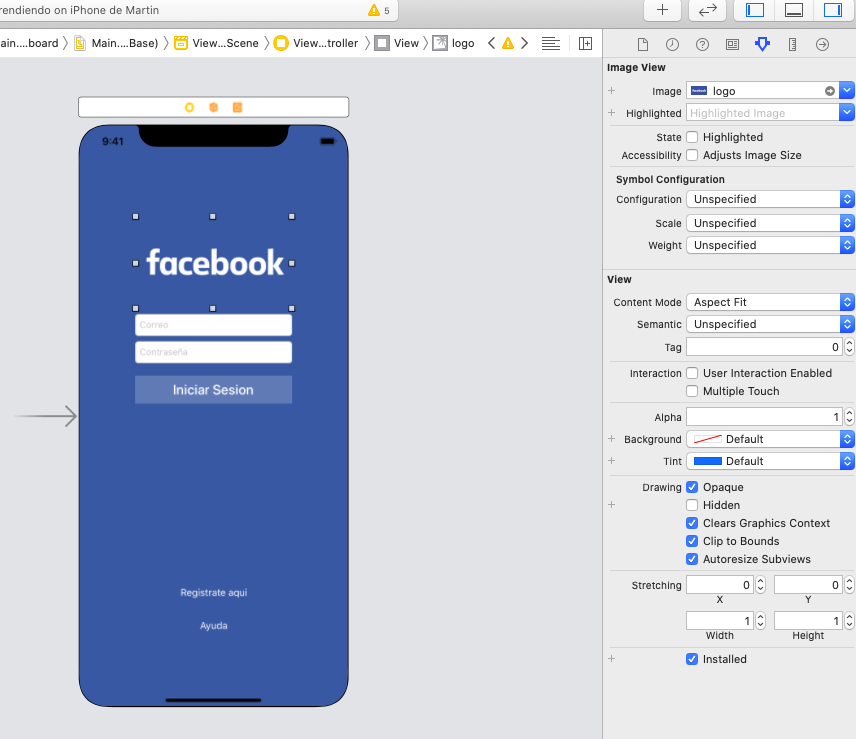 rendiendo on iPhone de Martin
5
ain....board
Main....Base)
View...Scene
View...troller
View
logo
9:41
facebook
Correo
Contraseña
Iniciar Sesion
Registrate aqui
Ayuda
Image View
Image
facebook
logo
Highlighted
Highlighted Image
State
Highlighted
Accessibility
Adjusts Image Size
Symbol Configuration
Configuration
Unspecified
Scale
Unspecified
Weight
Unspecified
View
Content Mode
Aspect Fit
Semantic
Unspecified
Tag
0
Interaction
User Interaction Enabled
Multiple Touch
Alpha
1
Background
Default
Tint
Default
Drawing
Opaque
Hidden
Clears Graphics Context
Clip to Bounds
Autoresize Subviews
Stretching
0
0
X
Y
1
1
Width
Height
Installed